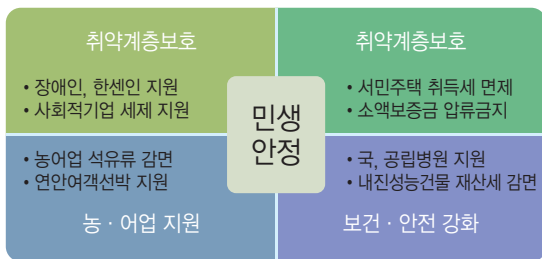 취약계층보호
• 장애인, 한센인 지원
• 사회적기업 세제 지원
취약계층보호
• 서민주택 취득세 면제
• 소액보증금 압류금지
민생
안정
• 농어업 석유류 감면
• 연안여객선박 지원
농 · 어업 지원
• 국, 공립병원 지원
• 내진성능건물 재산세 감면
보건 · 안전 강화